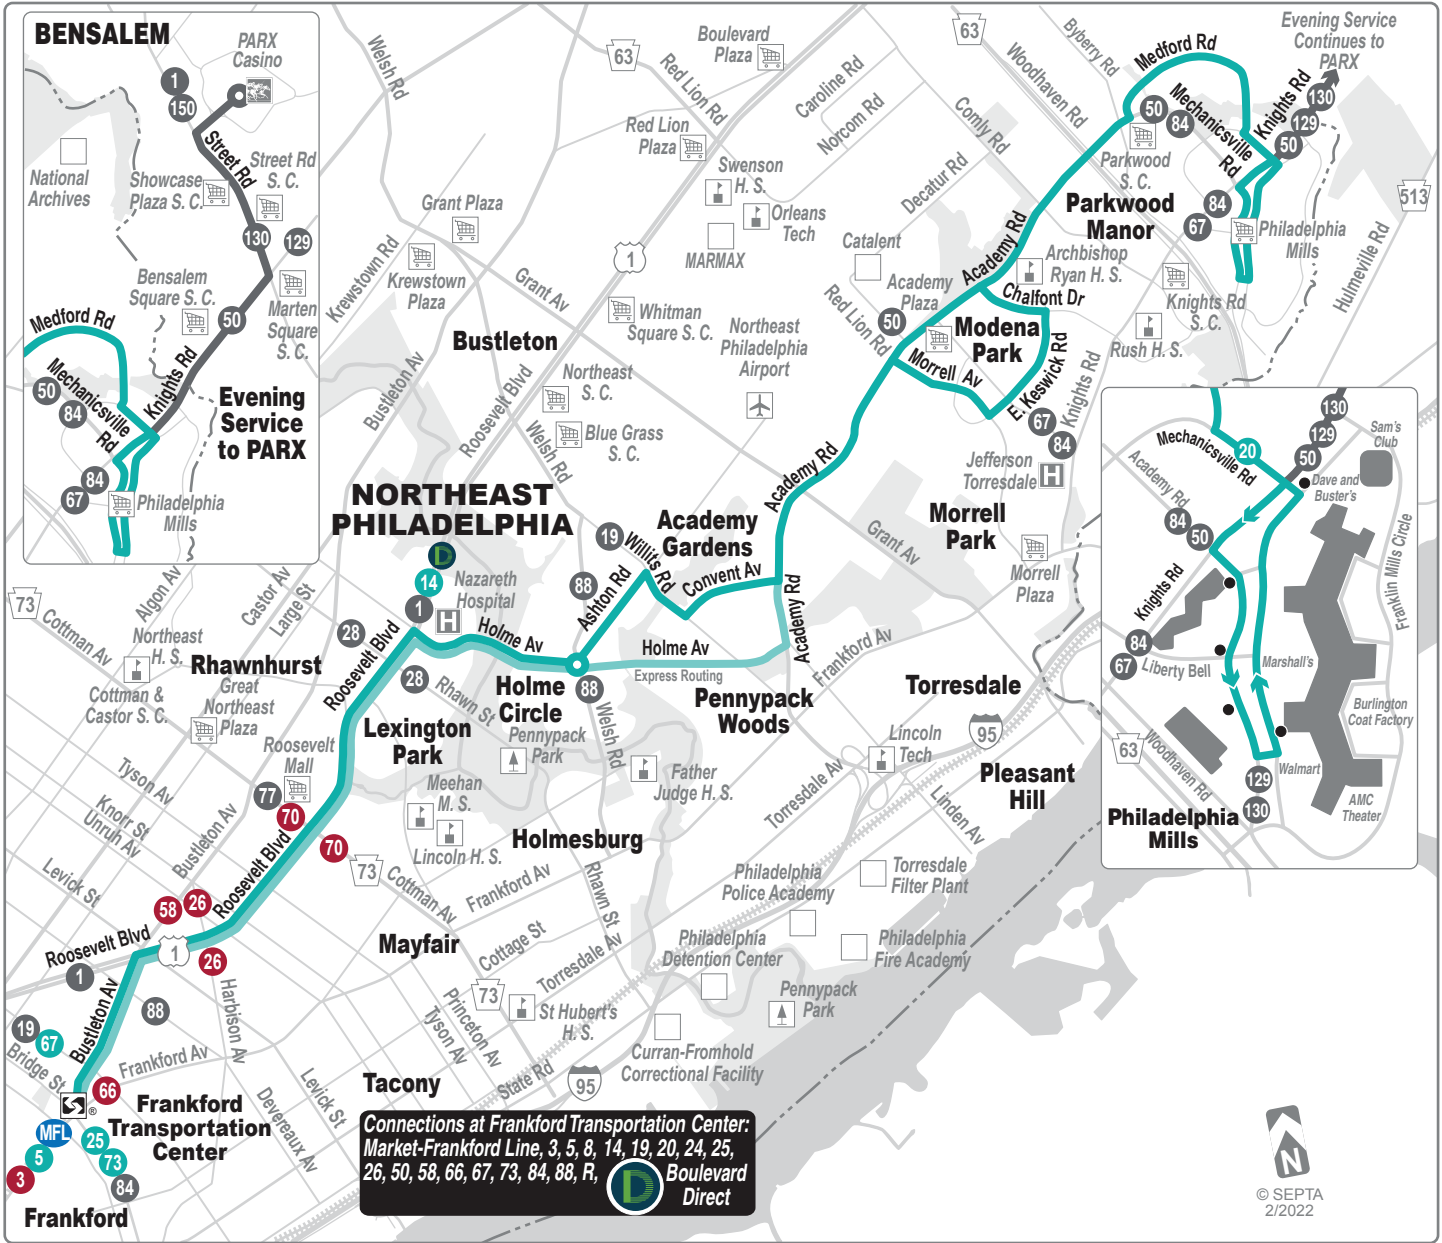 BENSALEM
PARX
Casino
1
150
Street Rd
Street Rd
S. C.
National
Archives
Showcase
Plaza S. C.
130
129
Bensalem
Square S. C.
Marten
Square
S. C.
50
Medford Rd
Knights Rd
Mechanicsville
Rd
50
84
Evening
Service
to PARX
84
67
Philadelphia
Mills
Welsh Rd
63
Red Lion Rd
Boulevard
Plaza
Red Lion
Plaza
Caroline Rd
Norcom Rd
63
Woodhaven Rd
Byberry Rd
Comly Rd
Decatur Rd
Medford Rd
Evening Service
Continues to
PARX
Knights Rd
130
129
50
50
84
Mechanicsville
Rd
Parkwood
S. C.
Parkwood
Manor
84
67
Philadelphia
Mills
513
Hulmeville Rd
Swenson
H. S.
Orleans
Tech
MARMAX
Grant Plaza
Krewstown Rd
Krewstown
Plaza
Grant Av
1
Whitman
Square S. C.
Catalent
Academy
Plaza
Red Lion Rd
50
Academy Rd
Archbishop
Ryan H. S.
Chalfont Dr
Modena
Park
Morrell Av
E. Keswick Rd
Knights Rd
Knights Rd
S. C.
Rush H. S.
67
84
Jefferson
Torresdale
Bustleton
Bustleton Av
Roosevelt Blvd
Northeast
S. C.
Northeast
Philadelphia
Airport
Blue Grass
S. C.
Welsh Rd
Academy Rd
NORTHEAST
PHILADELPHIA
Academy
Gardens
19
Willits Rd
Convent Av
Morrell
Park
Grant Av
Morrell
Plaza
14
1
Nazareth
Hospital
88
Ashton Rd
Academy Rd
Frankford Av
Holme Av
Holme Av
Express Routing
88
Welsh Rd
Holme
Circle
Pennypack
Park
Pennypack
Woods
Torresdale
73
Cottman Av
Algon Av
Castor Av
Large St
Northeast
H. S.
Cottman &
Castor S. C.
Rhawnhurst
Great
Northeast
Plaza
28
Roosevelt Blvd
28
Rhawn St
Lexington
Park
Roosevelt
Mall
Meehan
M. S.
Lincoln H. S.
Father
Judge H. S.
Holmesburg
Lincoln
Tech
95
Pleasant
Hill
Torresdale Av
Linden Av
Tyson Av
Knorr St
Unruh Av
Levick St
Bustleton Av
77
70
70
73
Cottman Av
Roosevelt Blvd
58
26
Roosevelt Blvd
1
1
26
Harbison Av
Frankford Av
Rhawn St
Mayfair
Cottage St
Torresdale Av
Philadelphia
Police Academy
Torresdale
Filter Plant
Philadelphia
Detention Center
Philadelphia
Fire Academy
Pennypack
Park
73
St Hubert's
H. S.
Princeton Av
Tyson Av
State Rd
Curran-Fromhold
Correctional Facility
95
Tacony
Bustleton Av
88
19
67
Bridge St
Frankford Av
66
®
Frankford
Transportation
Center
MFL
25
5
73
3
84
Frankford
Levick St
Devereaux Av
Connections at Frankford Transportation Center:
Market-Frankford Line, 3, 5, 8, 14, 19, 20, 24, 25,
26, 50, 58, 66, 67, 73, 84, 88, R, D Boulevard
Direct
130
129
50
20
Mechanicsville Rd
Academy Rd
84
50
Sam's
Club
Dave and
Buster's
Franklin Mills Circle
Knights Rd
84
67
Liberty Bell
Marshall's
Burlington
Coat Factory
63
Woodhaven Rd
Walmart
129
130
AMC
Theater
Philadelphia
Mills
N
© SEPTA
2/2022